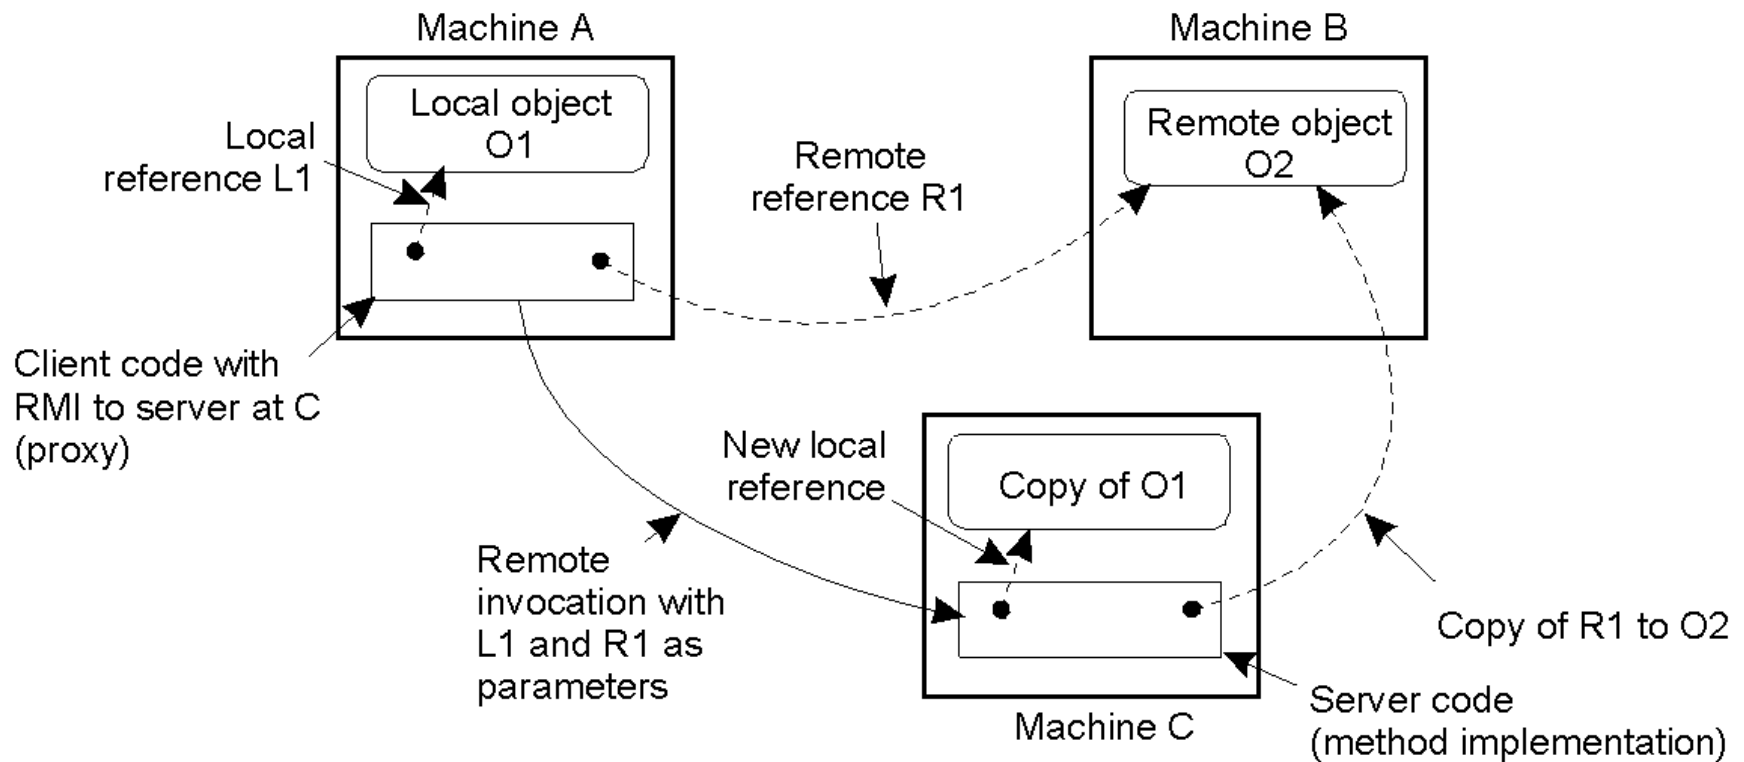 Machine A
Machine B
Local object
O1
Remote object
O2
Local
reference L1
Remote
reference R1
Client code with
RMI to server at C
(proxy)
New local
reference
Copy of O1
Remote
invocation with
L1 and R1 as
parameters
Copy of R1 to O2
Server code
(method implementation)
Machine C